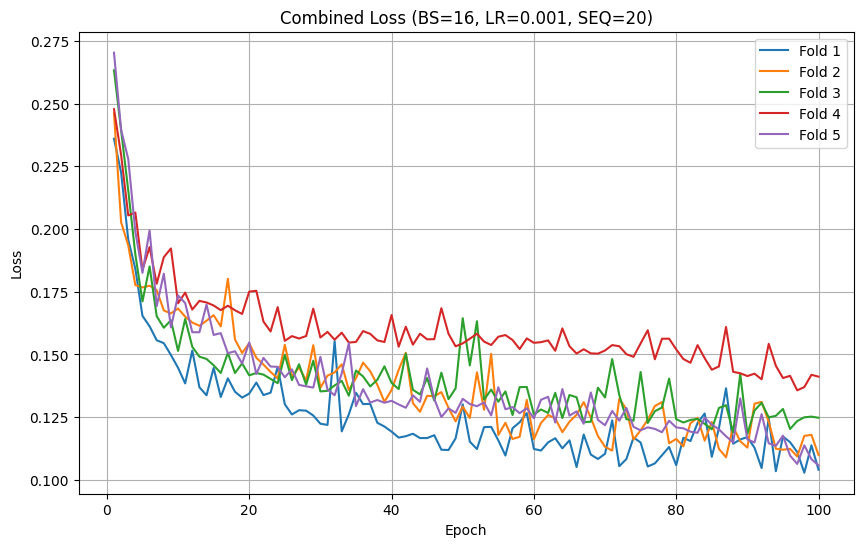 Combined Loss (BS=16, LR=0.001, SEQ=20)
Fold 1
Fold 2
Fold 3
Fold 4
Fold 5
Loss
0.275
0.250
0.225
0.200
0.175
0.150
0.125
0.100
0 20 40 60 80 100
Epoch